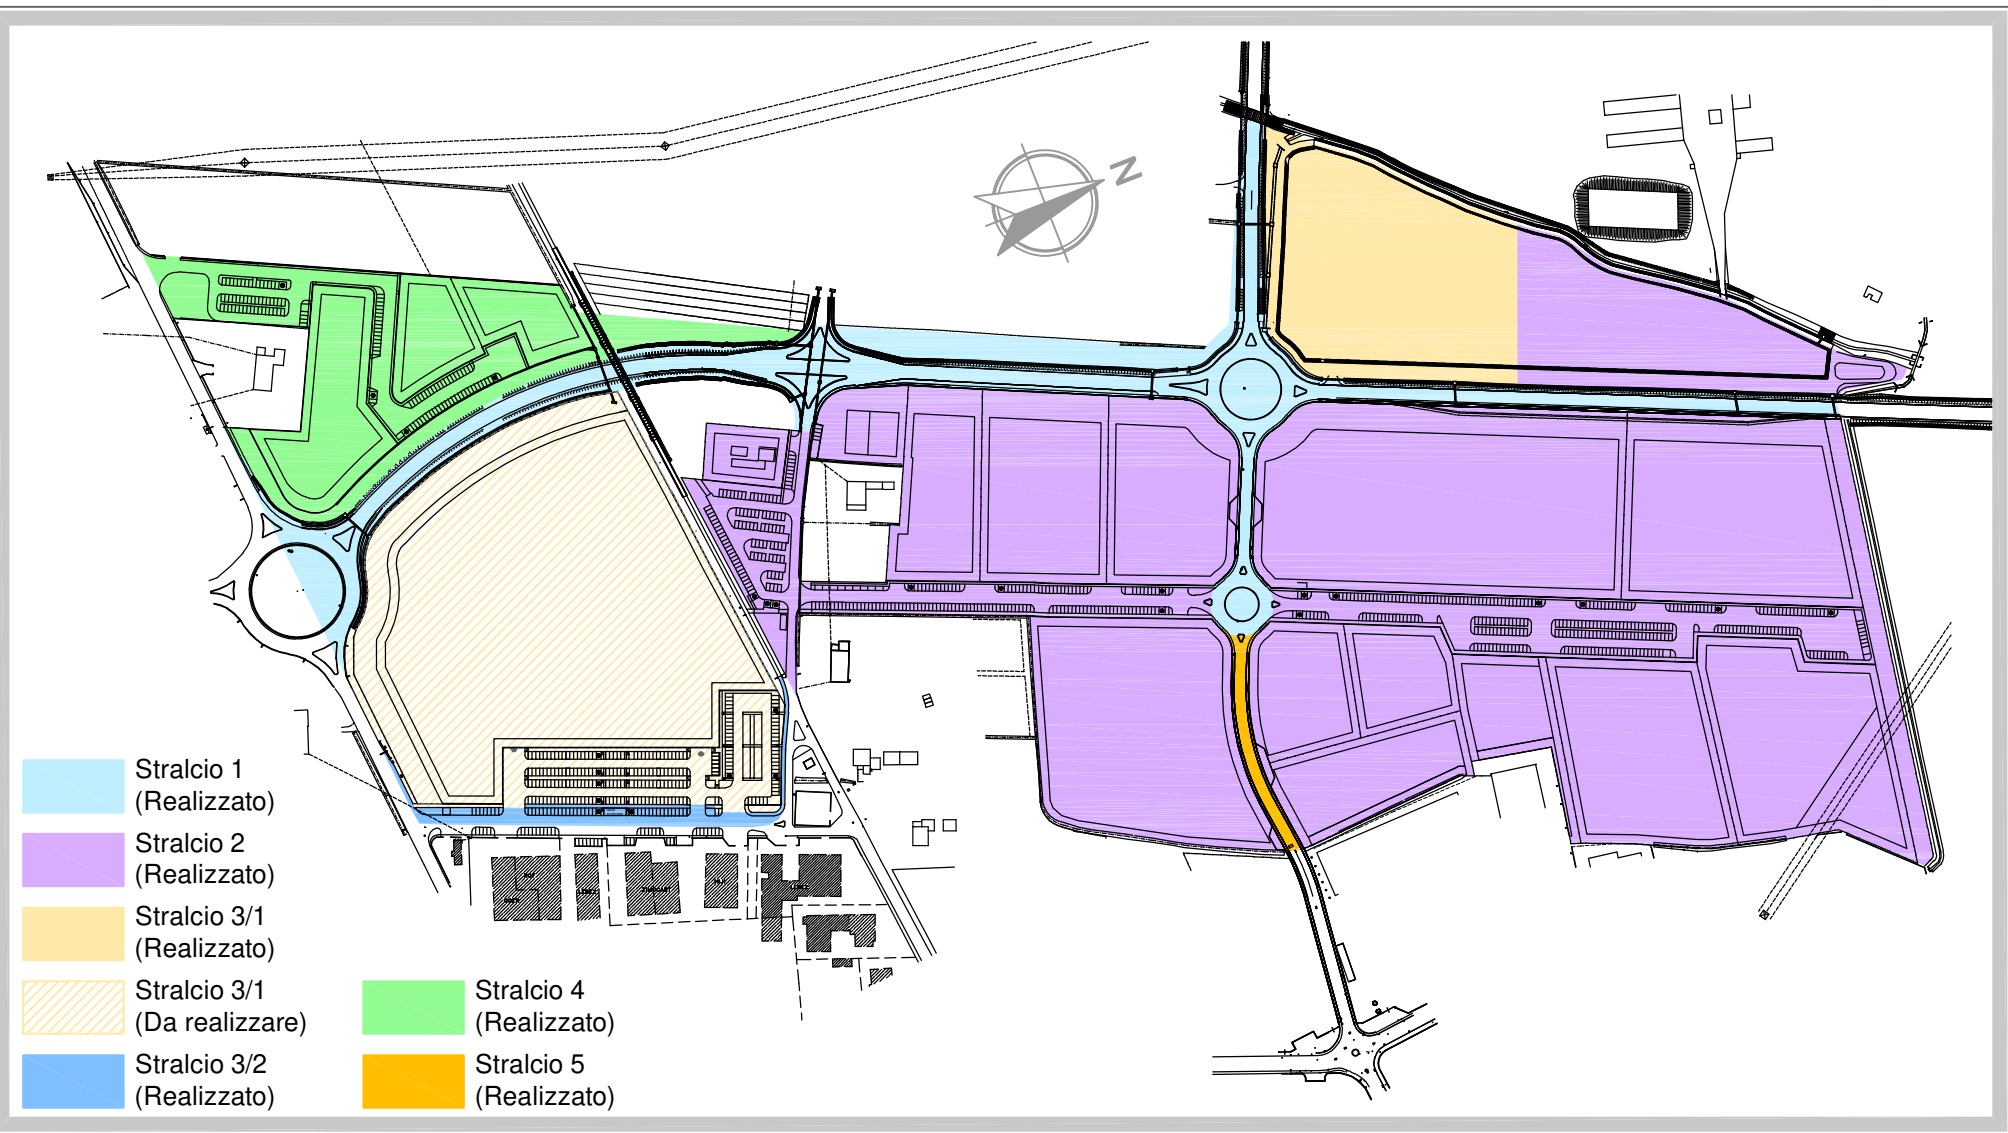 N
Stralcio 1
(Realizzato)
Stralcio 2
(Realizzato)
Stralcio 3/1
(Realizzato)
Stralcio 3/1
(Da realizzare)
Stralcio 3/2
(Realizzato)
Stralcio 4
(Realizzato)
Stralcio 5
(Realizzato)